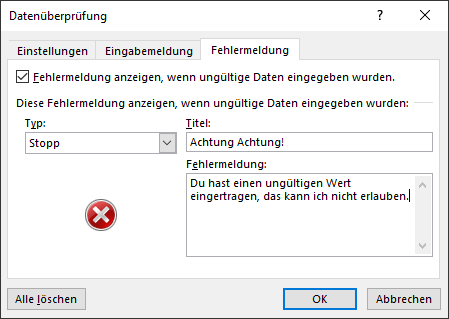 Datenüberprüfung
Einstellungen Eingabemeldung Fehlermeldung
Fehlermeldung anzeigen, wenn ungültige Daten eingegeben wurden.
Diese Fehlermeldung anzeigen, wenn ungültige Daten eingegeben wurden:
Typ: Titel:
Stopp Achtung Achtung!
Fehlermeldung:
Du hast einen ungültigen Wert
eingertragen, das kann ich nicht erlauben.
Alle löschen OK Abbrechen